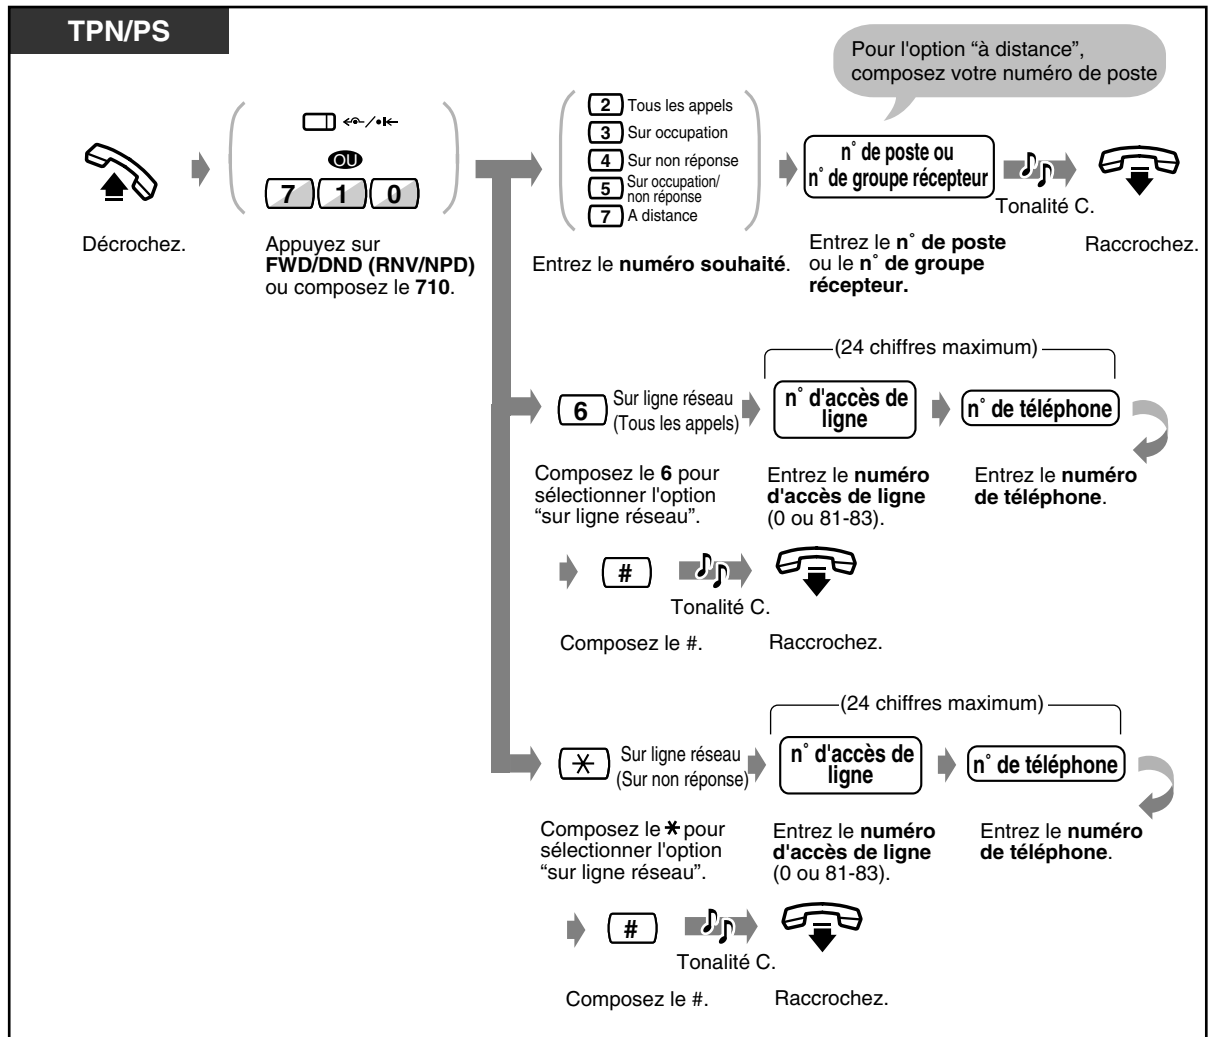 TPN/PS
Pour l'option “à distance”,
composez votre numéro de poste
OU
7 1 0
2 Tous les appels
3 Sur occupation
4 Sur non réponse
5 Sur occupation/
non réponse
7 A distance
n° de poste ou
n° de groupe récepteur
Tonalité C.
Décrochez.
Appuyez sur
FWD/DND (RNV/NPD)
ou composez le 710.
Entrez le numéro souhaité.
Entrez le n° de poste
ou le n° de groupe
récepteur.
Raccrochez.
(24 chiffres maximum)
6 Sur ligne réseau
(Tous les appels)
n° d'accès de
ligne
n° de téléphone
Composez le 6 pour
sélectionner l'option
“sur ligne réseau”.
Entrez le numéro
d'accès de ligne
(0 ou 81-83).
Entrez le numéro
de téléphone.
#
Tonalité C.
Composez le #.
Raccrochez.
(24 chiffres maximum)
* Sur ligne réseau
(Sur non réponse)
n° d'accès de
ligne
n° de téléphone
Composez le * pour
sélectionner l'option
“sur ligne réseau”.
Entrez le numéro
d'accès de ligne
(0 ou 81-83).
Entrez le numéro
de téléphone.
#
Tonalité C.
Composez le #.
Raccrochez.